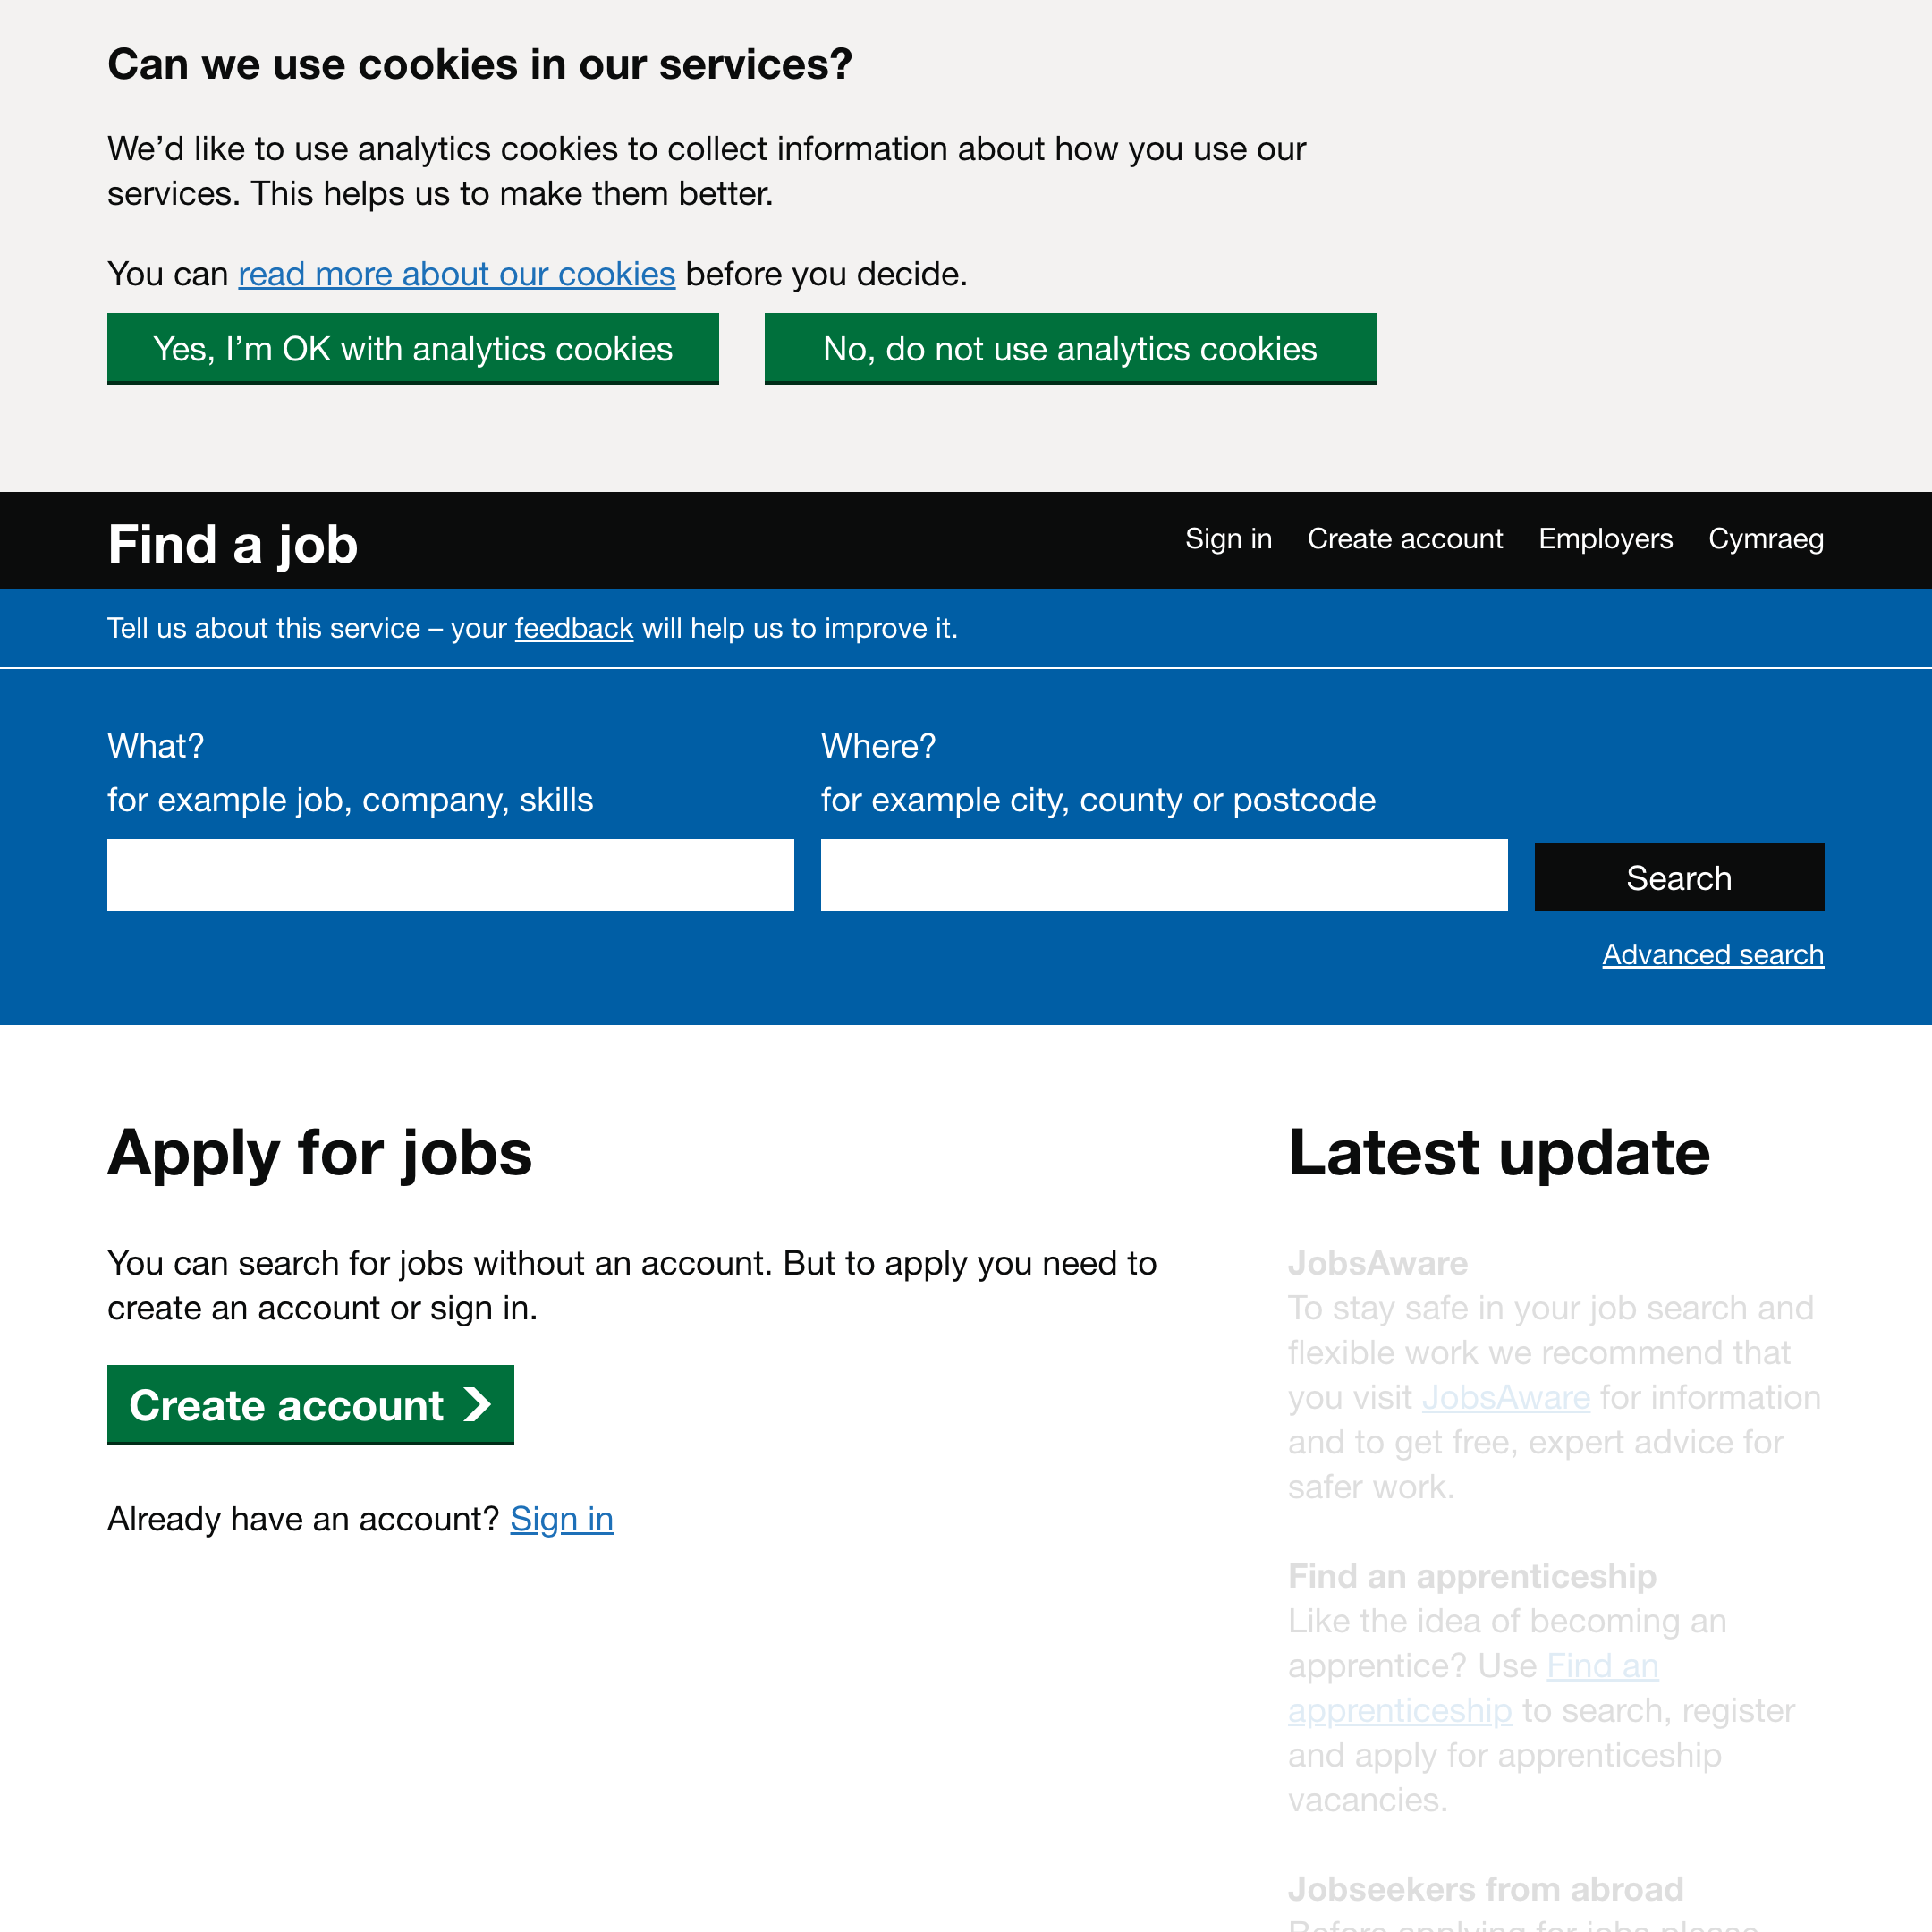 Can we use cookies in our services?
We’d like to use analytics cookies to collect information about how you use our
services. This helps us to make them better.
You can read more about our cookies before you decide.
Yes, I’m OK with analytics cookies
No, do not use analytics cookies
Find a job
Sign in
Create account
Employers
Cymraeg
Tell us about this service – your feedback will help us to improve it.
What?
for example job, company, skills
Where?
for example city, county or postcode
Search
Advanced search
Apply for jobs
You can search for jobs without an account. But to apply you need to
create an account or sign in.
Create account
Already have an account? Sign in
Latest update
JobsAware
To stay safe in your job search and
flexible work we recommend that
you visit JobsAware for information
and to get free, expert advice for
safer work.
Find an apprenticeship
Like the idea of becoming an
apprentice? Use Find an
apprenticeship to search, register
and apply for apprenticeship
vacancies.
Jobseekers from abroad
Before applying for jobs please